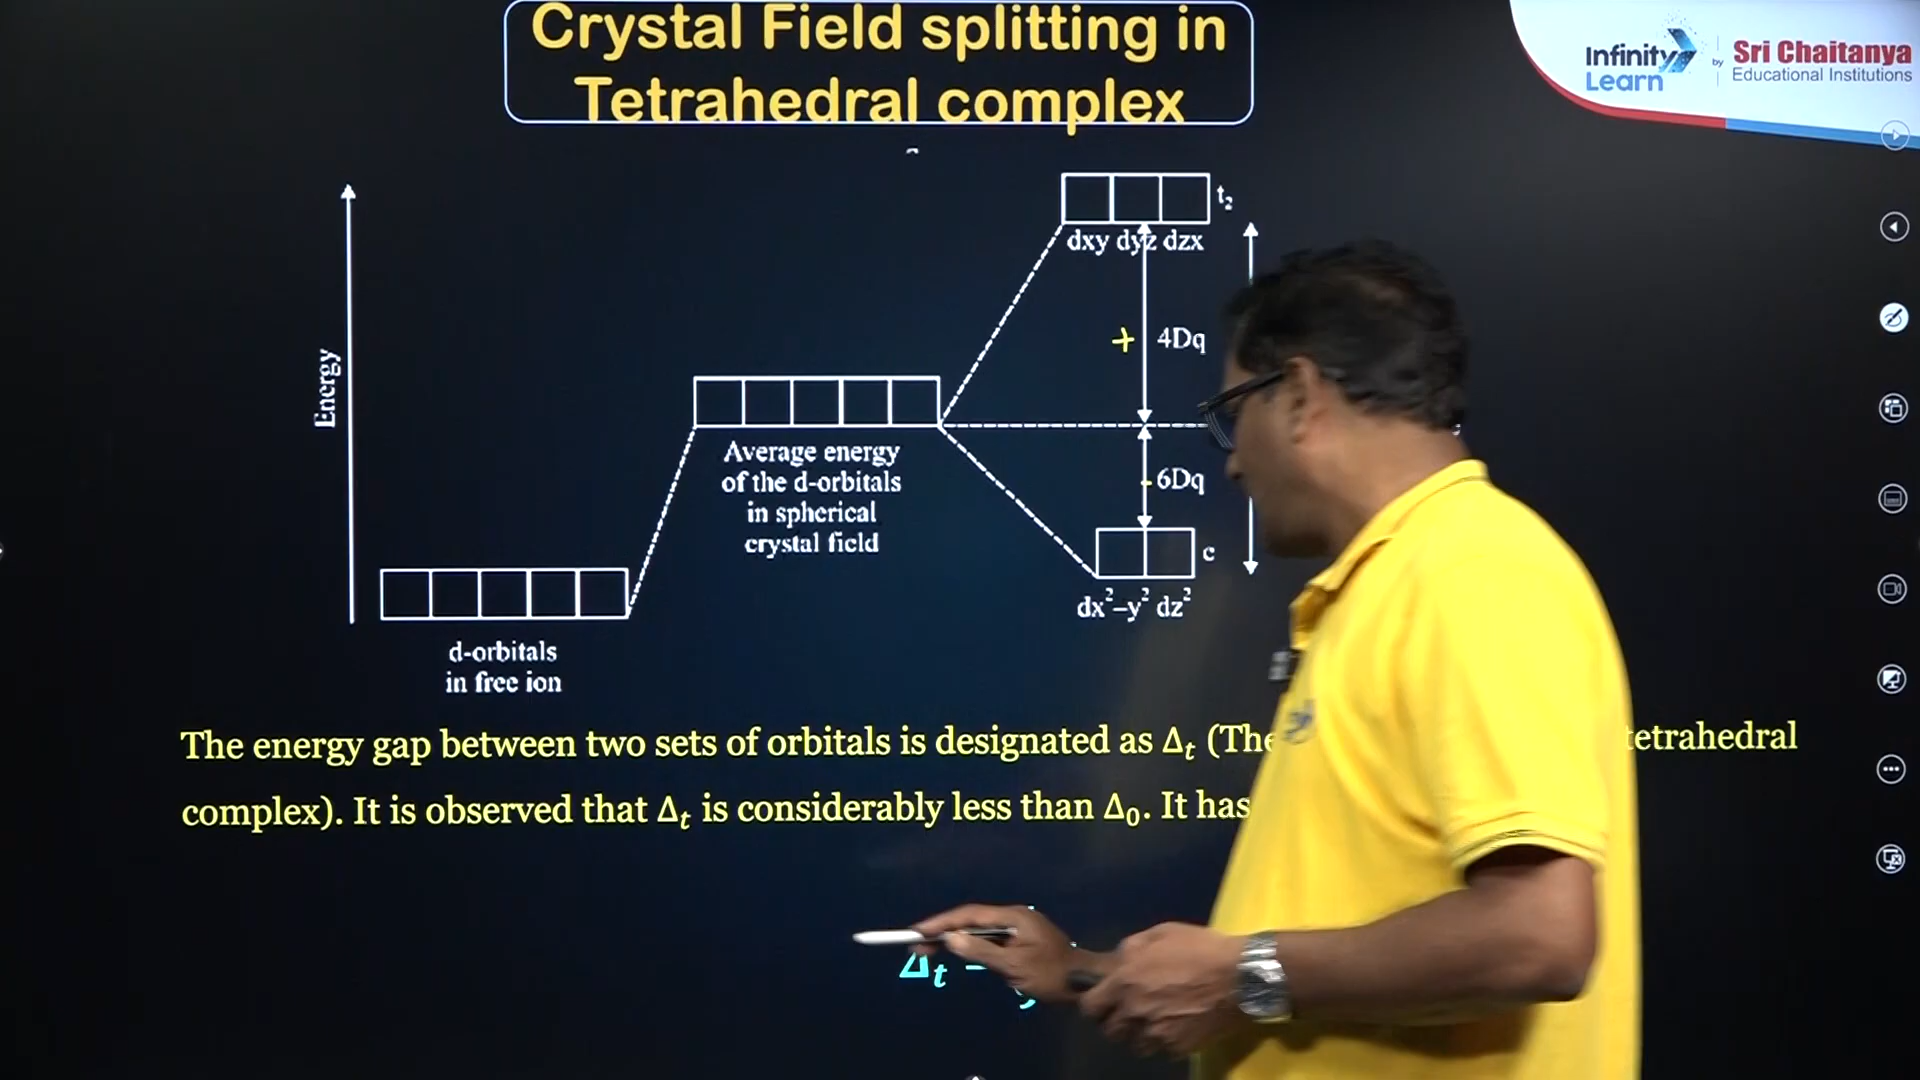 Crystal Field splitting in
Tetrahedral complex
Infinity
Learn
by
Sri Chaitanya
Educational Institutions
t2
dxy dyz dzx
+ 4Dq
Energy
Average energy
of the d-orbitals
in spherical
crystal field
- 6Dq
e
dx²–y² dz²
d-orbitals
in free ion
The energy gap between two sets of orbitals is designated as Δt (The tetrahedral
complex). It is observed that Δt is considerably less than Δ0. It has
Δt